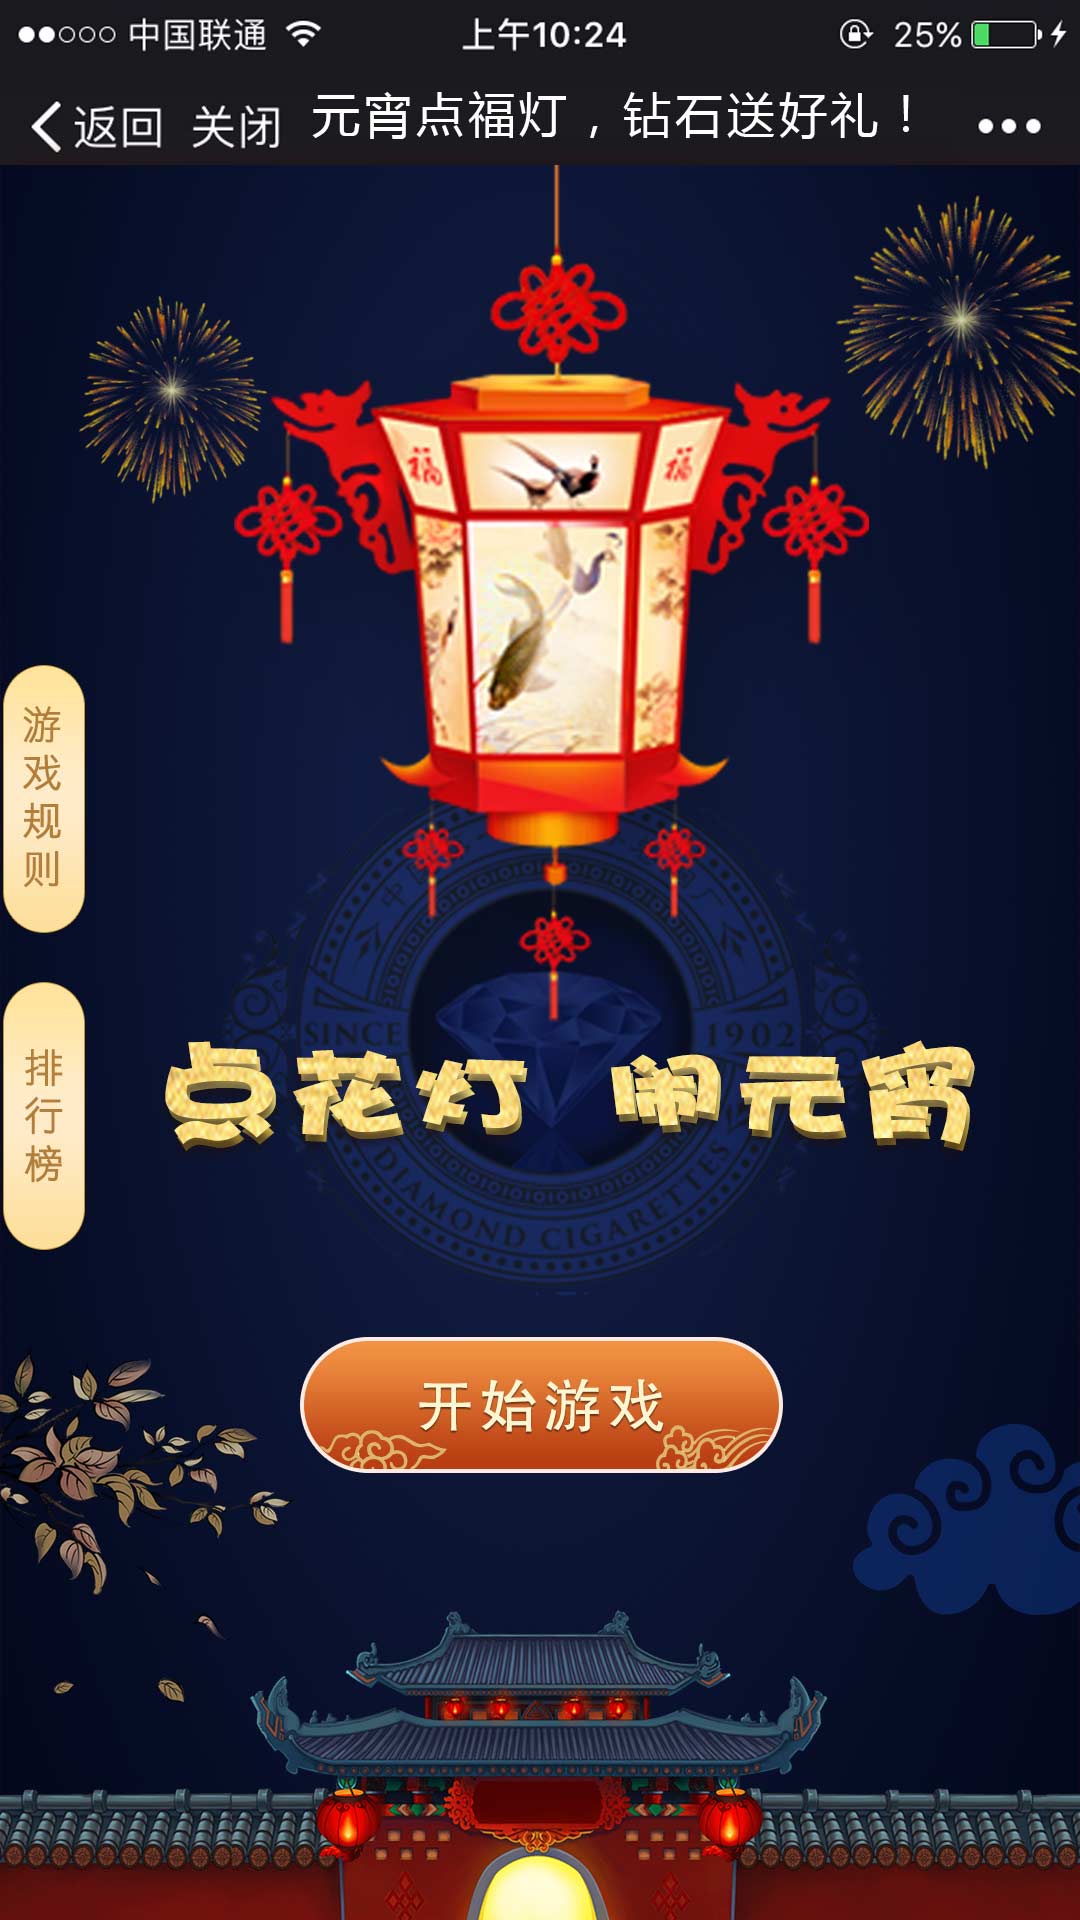 中国联通
上午10:24
25%
返回 关闭 元宵点福灯，钻石送好礼！
福
福
游戏规则
排行榜
中
厂
SINCE
1902
点花灯 闹元宵
DIAMOND CIGARETTES
开始游戏